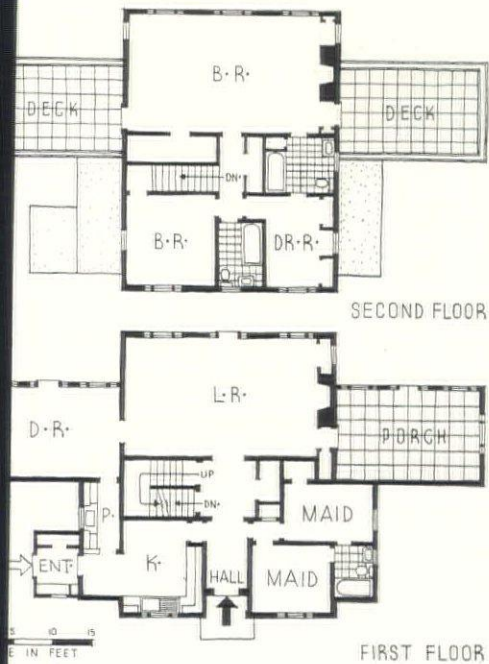 B·R·
DECK
DECK
DN·
B·R·
DR·R·
SECOND FLOOR
L·R·
D·R·
PORCH
UP
DN·
P.
MAID
ENT·
K·
HALL
MAID
5 10 15
E IN FEET
FIRST FLOOR